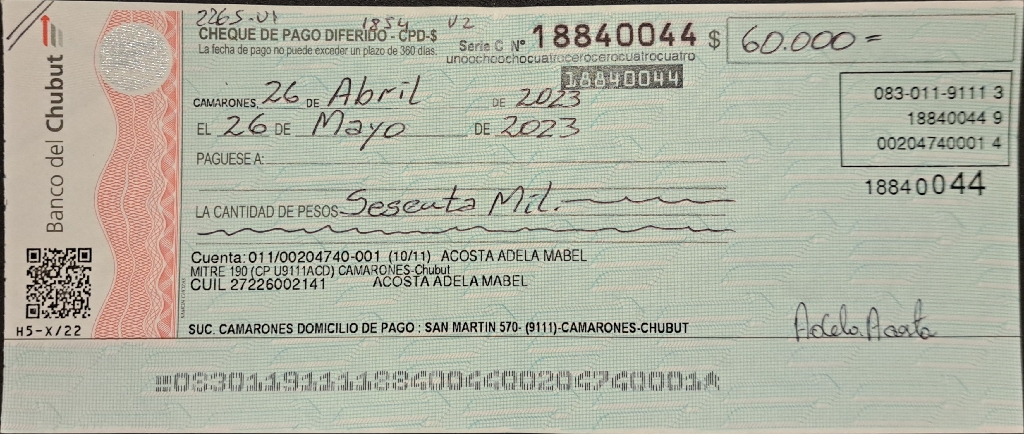 2265-V1 1854 V2
Banco del Chubut
CHEQUE DE PAGO DIFERIDO - CPD-$
La fecha de pago no puede exceder un plazo de 360 días.
Serie C Nº 18840044 $ 60.000=
unoochoochocuatrocerocerocuatrocuatro
18840044
CAMARONES, 26 DE Abril DE 2023
EL 26 DE Mayo DE 2023
083-011-9111 3
18840044 9
00204740001 4
18840044
PAGUESE A:
LA CANTIDAD DE PESOS Sesenta Mil.
Cuenta: 011/00204740-001 (10/11) ACOSTA ADELA MABEL
MITRE 190 (CP U9111ACD) CAMARONES-Chubut
CUIL 27226002141 ACOSTA ADELA MABEL
H5-X/22
SUC. CAMARONES DOMICILIO DE PAGO : SAN MARTIN 570- (9111)-CAMARONES-CHUBUT
Adela Acosta